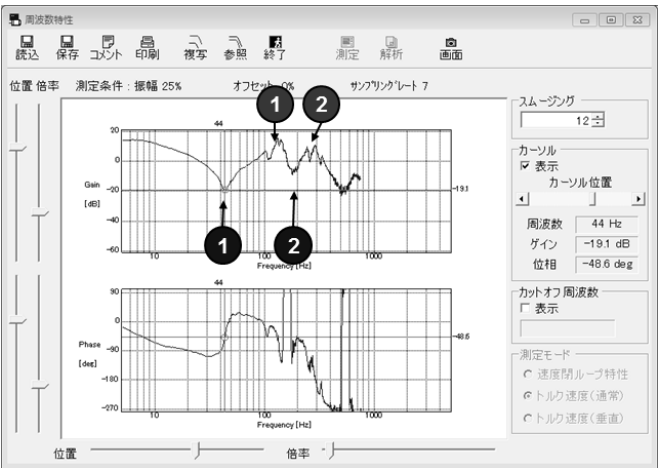 周波数特性
読込 保存 コメント 印刷 複写 参照 終了 測定 解析 画面
位置 倍率 測定条件 : 振幅 25% オフセット 0% サンプリングレート 7
1 2
44
20
0
Gain -20 -19.1
[dB] -40
-60
1 2
10 100 1000
Frequency [Hz]
44
90
0
-48.6
Phase -90
[deg] -180
-270
10 100 1000
Frequency [Hz]
位置 倍率
スムージング
12
カーソル
表示
カーソル位置
周波数 44 Hz
ゲイン -19.1 dB
位相 -48.6 deg
カットオフ周波数
表示
測定モード
速度閉ループ特性
トルク速度(通常)
トルク速度(垂直)